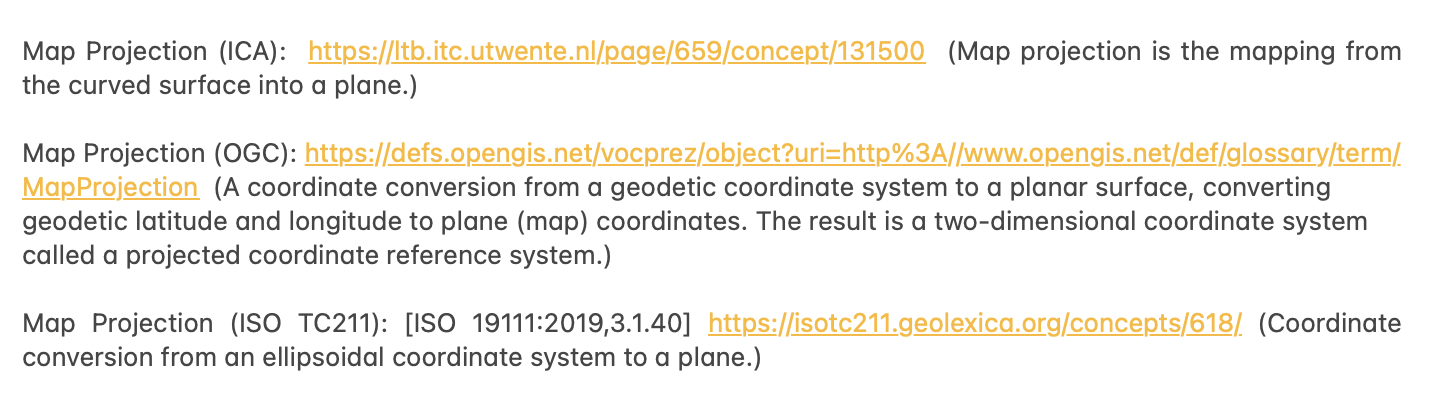 Map Projection (ICA): https://ltb.itc.utwente.nl/page/659/concept/131500 (Map projection is the mapping from
the curved surface into a plane.)
Map Projection (OGC): https://defs.opengis.net/vocprez/object?uri=http%3A//www.opengis.net/def/glossary/term/
MapProjection (A coordinate conversion from a geodetic coordinate system to a planar surface, converting
geodetic latitude and longitude to plane (map) coordinates. The result is a two-dimensional coordinate system
called a projected coordinate reference system.)
Map Projection (ISO TC211): [ISO 19111:2019,3.1.40] https://isotc211.geolexica.org/concepts/618/ (Coordinate
conversion from an ellipsoidal coordinate system to a plane.)